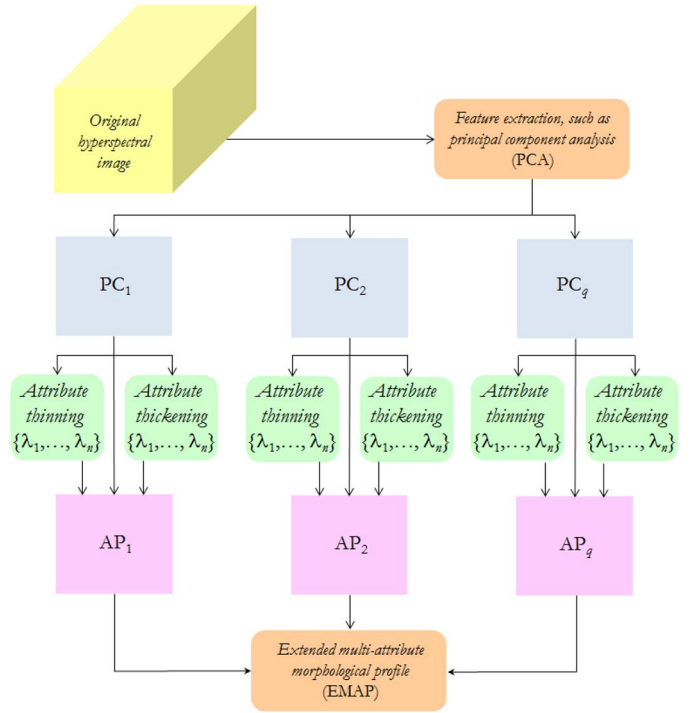 Original
hyperspectral
image
Feature extraction, such as
principal component analysis
(PCA)
PC₁
PC₂
PC_q
Attribute
thinning
{λ₁,…, λₙ}
Attribute
thickening
{λ₁,…, λₙ}
Attribute
thinning
{λ₁,…, λₙ}
Attribute
thickening
{λ₁,…, λₙ}
Attribute
thinning
{λ₁,…, λₙ}
Attribute
thickening
{λ₁,…, λₙ}
AP₁
AP₂
AP_q
Extended multi-attribute
morphological profile
(EMAP)